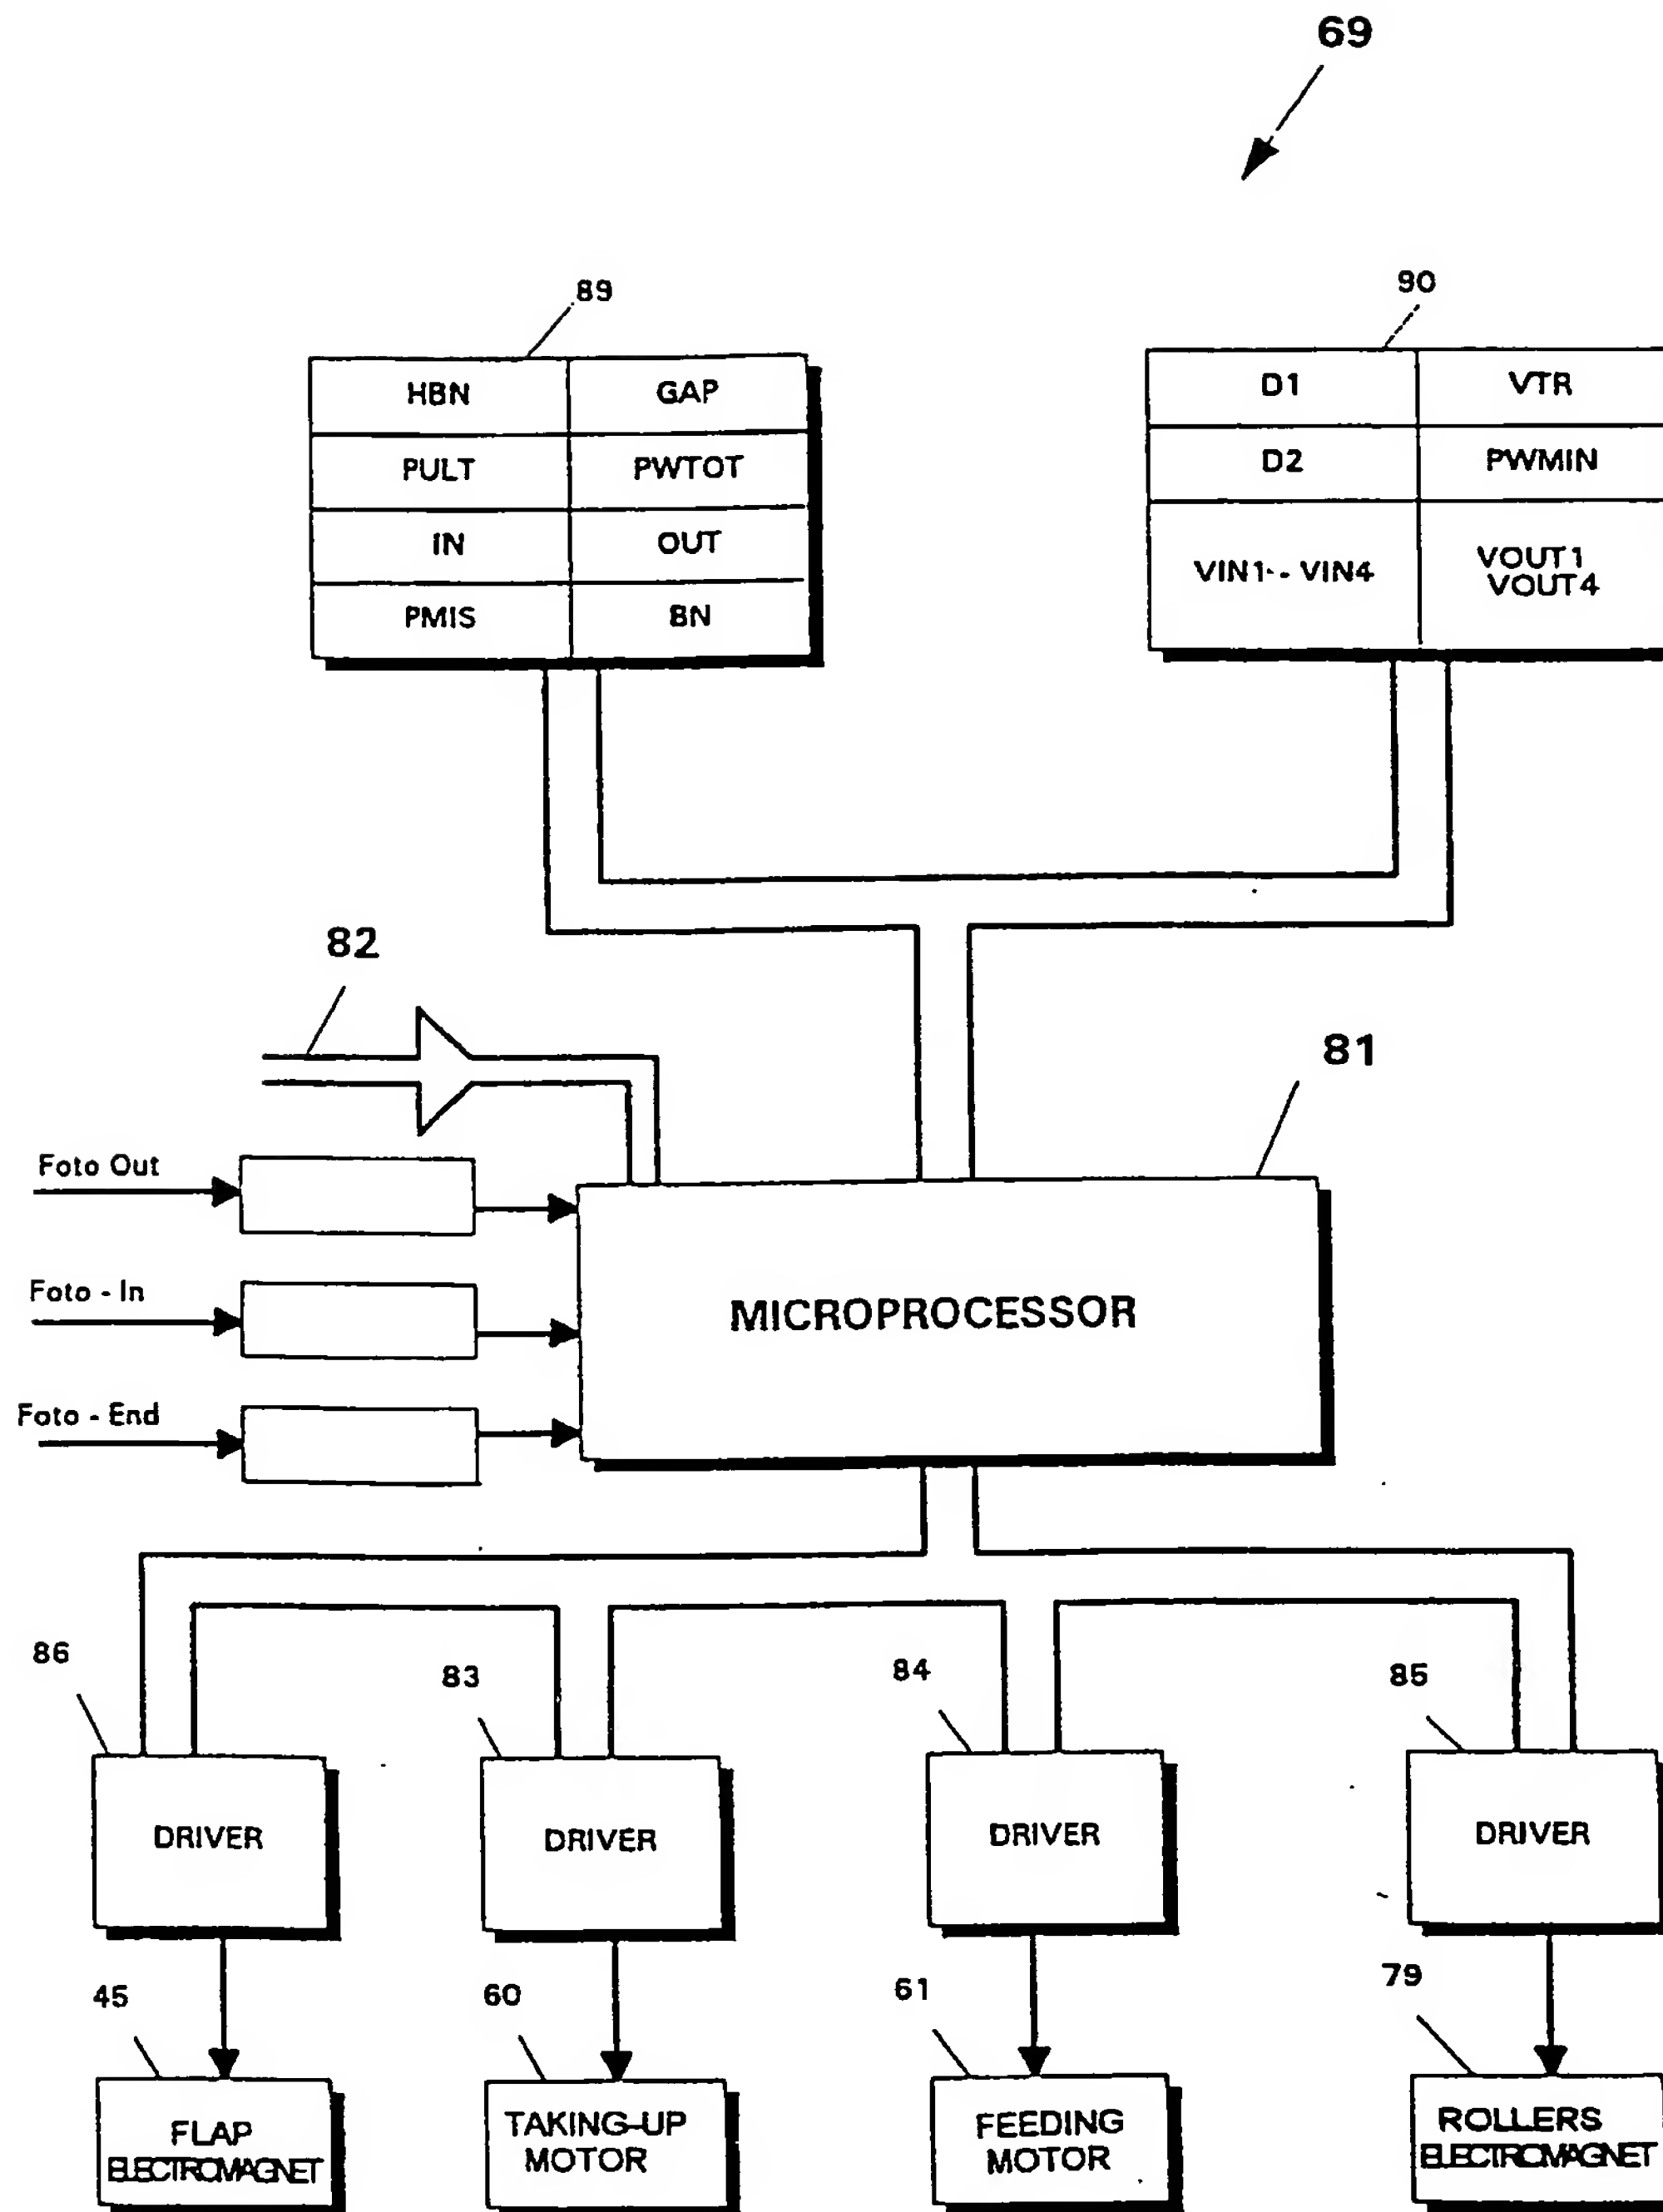 69
89
90
HBN GAP
PULT PWTOT
IN OUT
PMIS BN
D1 VTR
D2 PWMIN
VIN1-- VIN4 VOUT1
VOUT4
82
81
Foto Out
Foto - In
Foto - End
MICROPROCESSOR
86
83
84
85
DRIVER
DRIVER
DRIVER
DRIVER
45
60
61
79
FLAP
ELECTROMAGNET
TAKING-UP
MOTOR
FEEDING
MOTOR
ROLLERS
ELECTROMAGNET